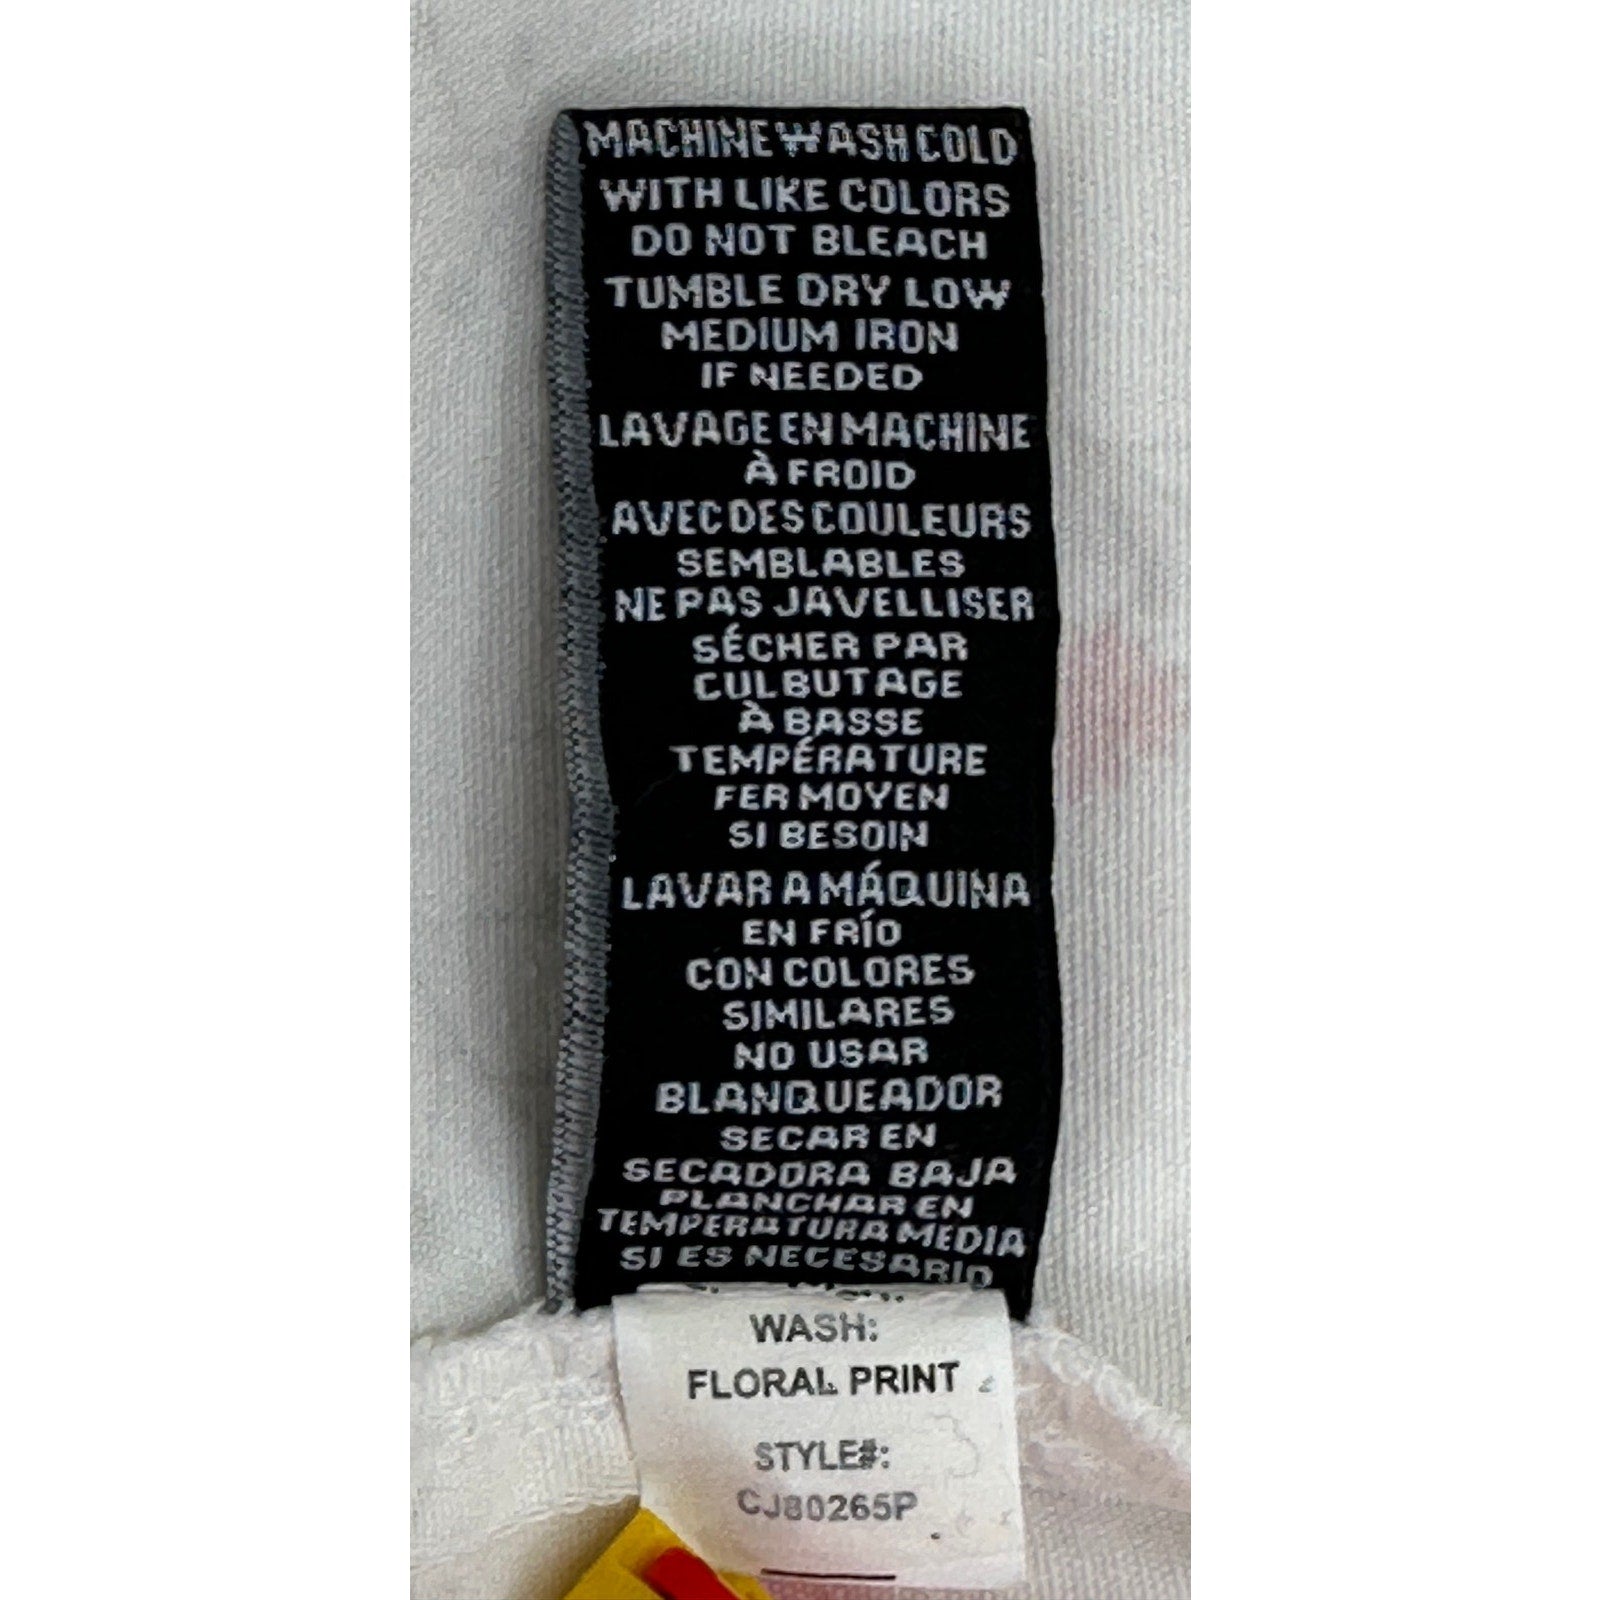 MACHINE WASH COLD
WITH LIKE COLORS
DO NOT BLEACH
TUMBLE DRY LOW
MEDIUM IRON
IF NEEDED
LAVAGE EN MACHINE
À FROID
AVEC DES COULEURS
SEMBLABLES
NE PAS JAVELLISER
SÉCHER PAR
CULBUTAGE
À BASSE
TEMPÉRATURE
FER MOYEN
SI BESOIN
LAVAR A MÁQUINA
EN FRÍO
CON COLORES
SIMILARES
NO USAR
BLANQUEADOR
SECAR EN
SECADORA BAJA
PLANCHAR EN
TEMPERATURA MEDIA
SI ES NECESARIO
WASH:
FLORAL PRINT
STYLE#:
CJ80265P